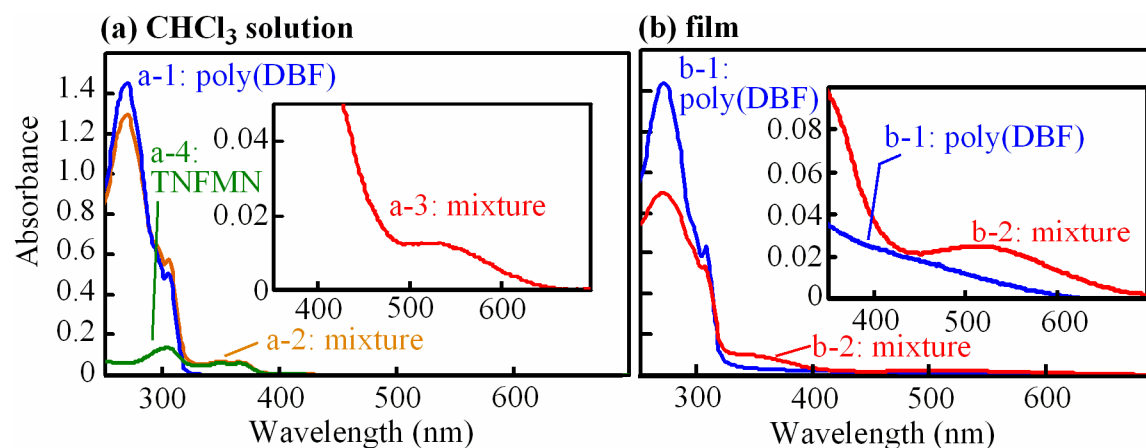 (a) CHCl3 solution
a-1: poly(DBF)
a-4:
TNFMN
a-3: mixture
a-2: mixture
0.04
0.02
0
400 500 600
1.4
1.2
1.0
0.8
0.6
0.4
0.2
0
Absorbance
300 400 500 600
Wavelength (nm)
(b) film
b-1:
poly(DBF)
b-1: poly(DBF)
b-2: mixture
b-2: mixture
0.08
0.06
0.04
0.02
0
400 500 600
300 400 500 600
Wavelength (nm)